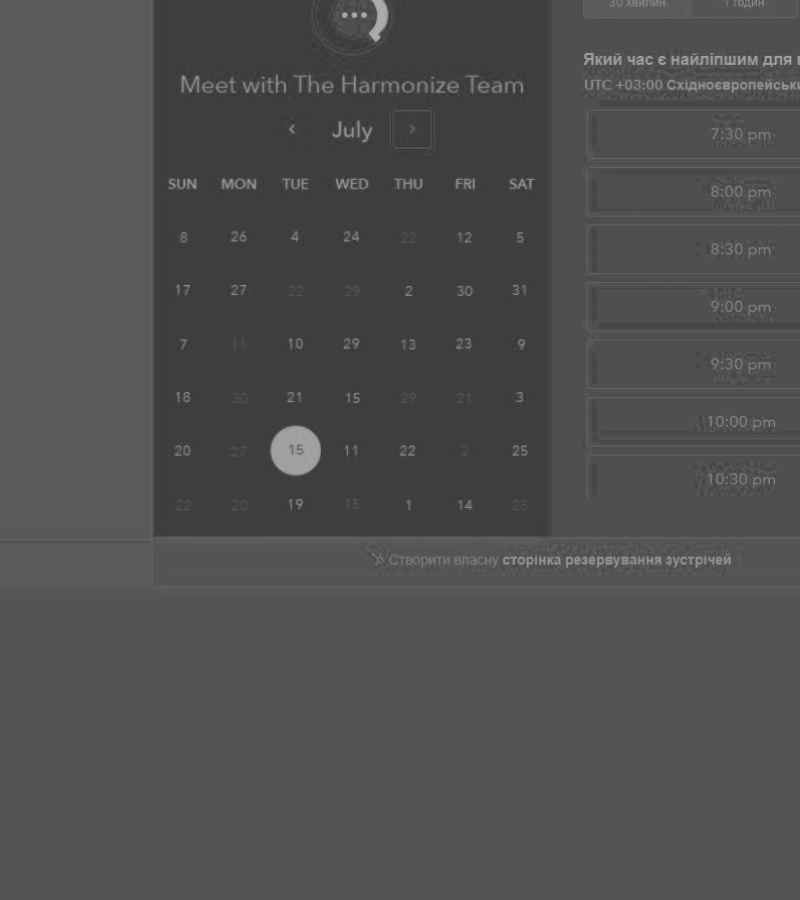 30 хвилин 1 годин
Meet with The Harmonize Team
July
SUN MON TUE WED THU FRI SAT
8 26 4 24 22 12 5
17 27 22 29 2 30 31
7 11 10 29 13 23 9
18 30 21 15 29 21 3
20 27 15 11 22 2 25
22 20 19 15 1 14 25
Який час є найліпшим для
UTC +03:00 Східноєвропейськи
7:30 pm
8:00 pm
8:30 pm
9:00 pm
9:30 pm
10:00 pm
10:30 pm
Створити власну сторінка резервування зустрічей